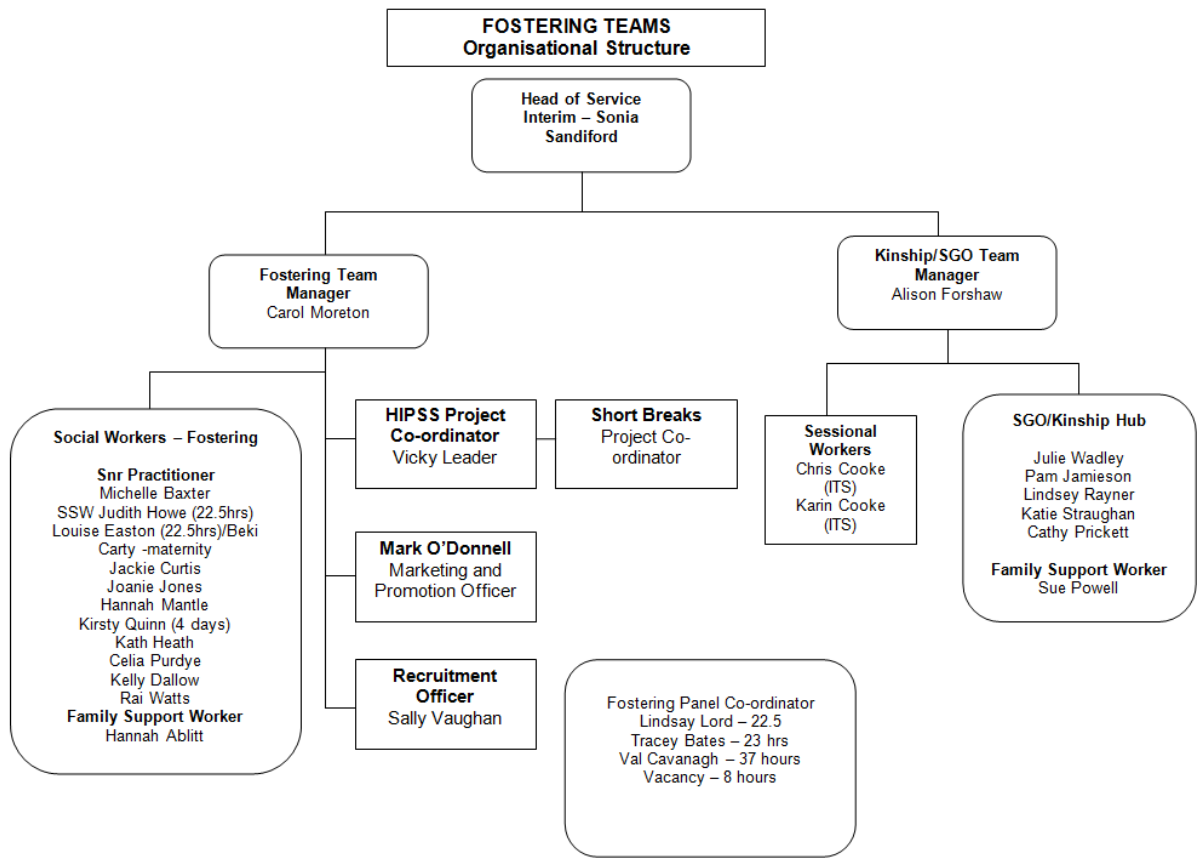 FOSTERING TEAMS
Organisational Structure
Head of Service
Interim – Sonia
Sandiford
Fostering Team
Manager
Carol Moreton
Kinship/SGO Team
Manager
Alison Forshaw
Social Workers – Fostering
Snr Practitioner
Michelle Baxter
SSW Judith Howe (22.5hrs)
Louise Easton (22.5hrs)/Beki
Carty -maternity
Jackie Curtis
Joanie Jones
Hannah Mantle
Kirsty Quinn (4 days)
Kath Heath
Celia Purdye
Kelly Dallow
Rai Watts
Family Support Worker
Hannah Ablitt
HIPSS Project
Co-ordinator
Vicky Leader
Short Breaks
Project Co-
ordinator
Mark O’Donnell
Marketing and
Promotion Officer
Recruitment
Officer
Sally Vaughan
Fostering Panel Co-ordinator
Lindsay Lord – 22.5
Tracey Bates – 23 hrs
Val Cavanagh – 37 hours
Vacancy – 8 hours
Sessional
Workers
Chris Cooke
(ITS)
Karin Cooke
(ITS)
SGO/Kinship Hub
Julie Wadley
Pam Jamieson
Lindsey Rayner
Katie Straughan
Cathy Prickett
Family Support Worker
Sue Powell